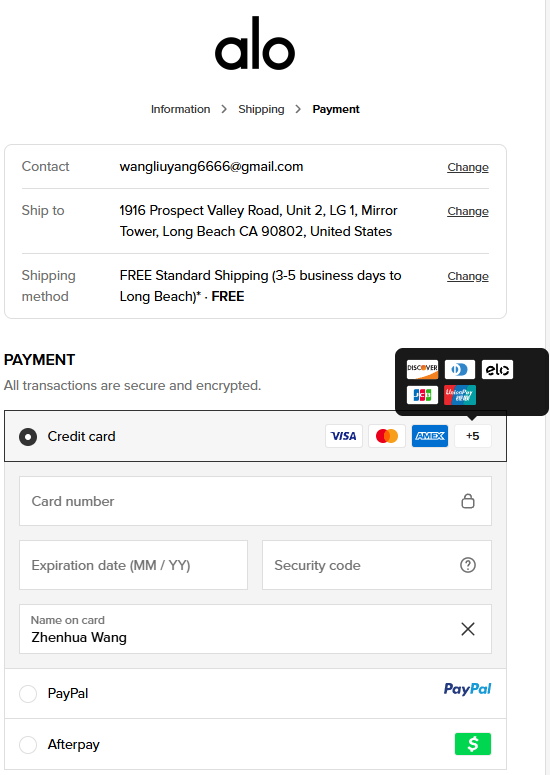 alo
Information > Shipping > Payment
Contact wangliuyang6666@gmail.com Change
Ship to 1916 Prospect Valley Road, Unit 2, LG 1, Mirror Change
Tower, Long Beach CA 90802, United States
Shipping FREE Standard Shipping (3-5 business days to Change
method Long Beach)* · FREE
PAYMENT
All transactions are secure and encrypted.
DISCOVER elo
JCB UnionPay 银联
Credit card VISA AMEX +5
Card number
Expiration date (MM / YY) Security code
Name on card
Zhenhua Wang
PayPal PayPal
Afterpay $